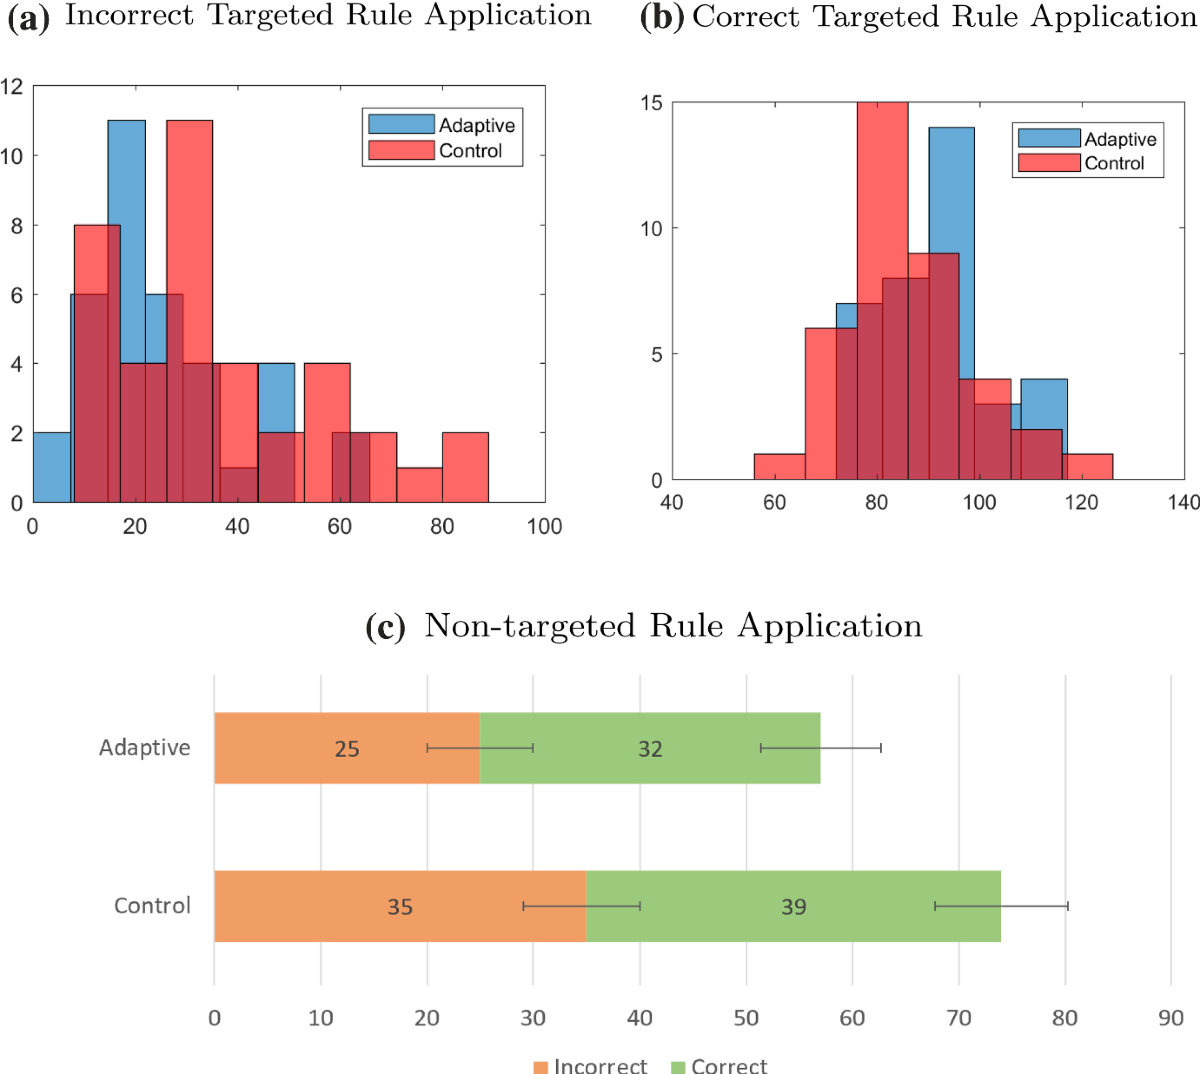 (a) Incorrect Targeted Rule Application
12
10
8
6
4
2
0
0 20 40 60 80 100
Adaptive
Control
(b) Correct Targeted Rule Application
15
10
5
0
40 60 80 100 120 140
Adaptive
Control
(c) Non-targeted Rule Application
Adaptive 25 32
Control 35 39
0 10 20 30 40 50 60 70 80 90
Incorrect Correct